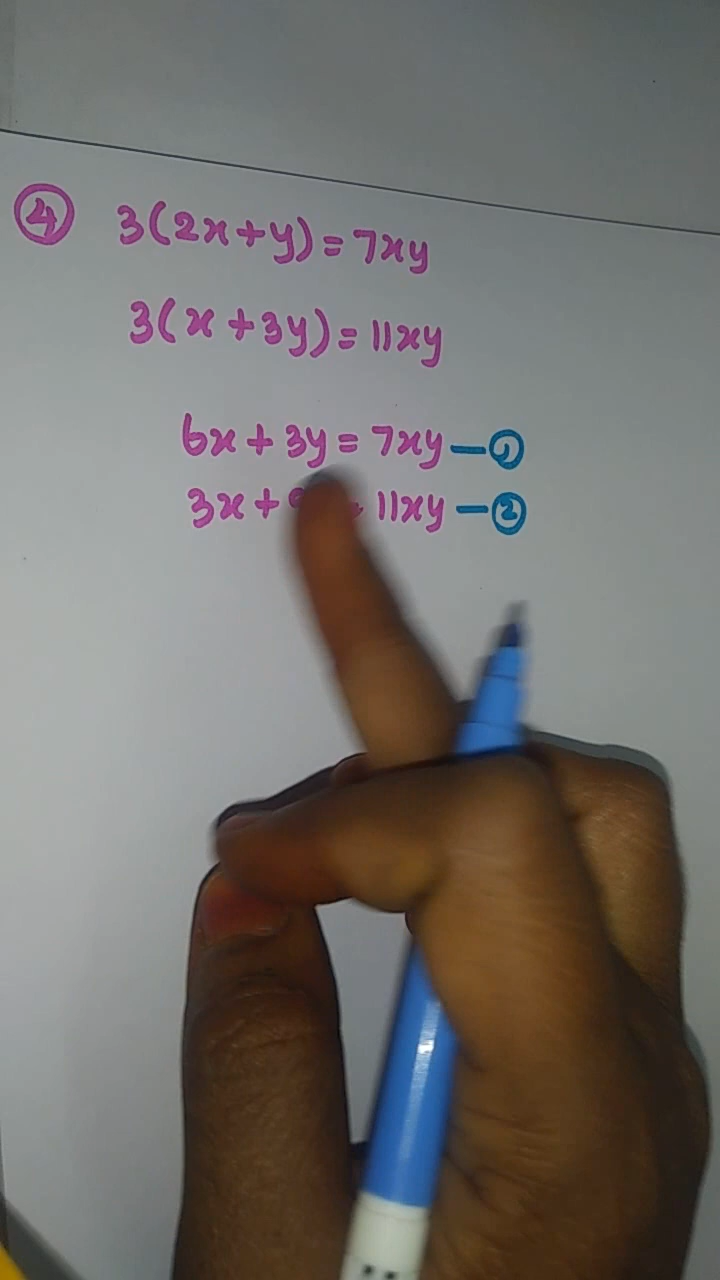 ④ 3(2x+y)=7xy
3(x+3y)=11xy
6x+3y=7xy—①
3x+ 11xy—②